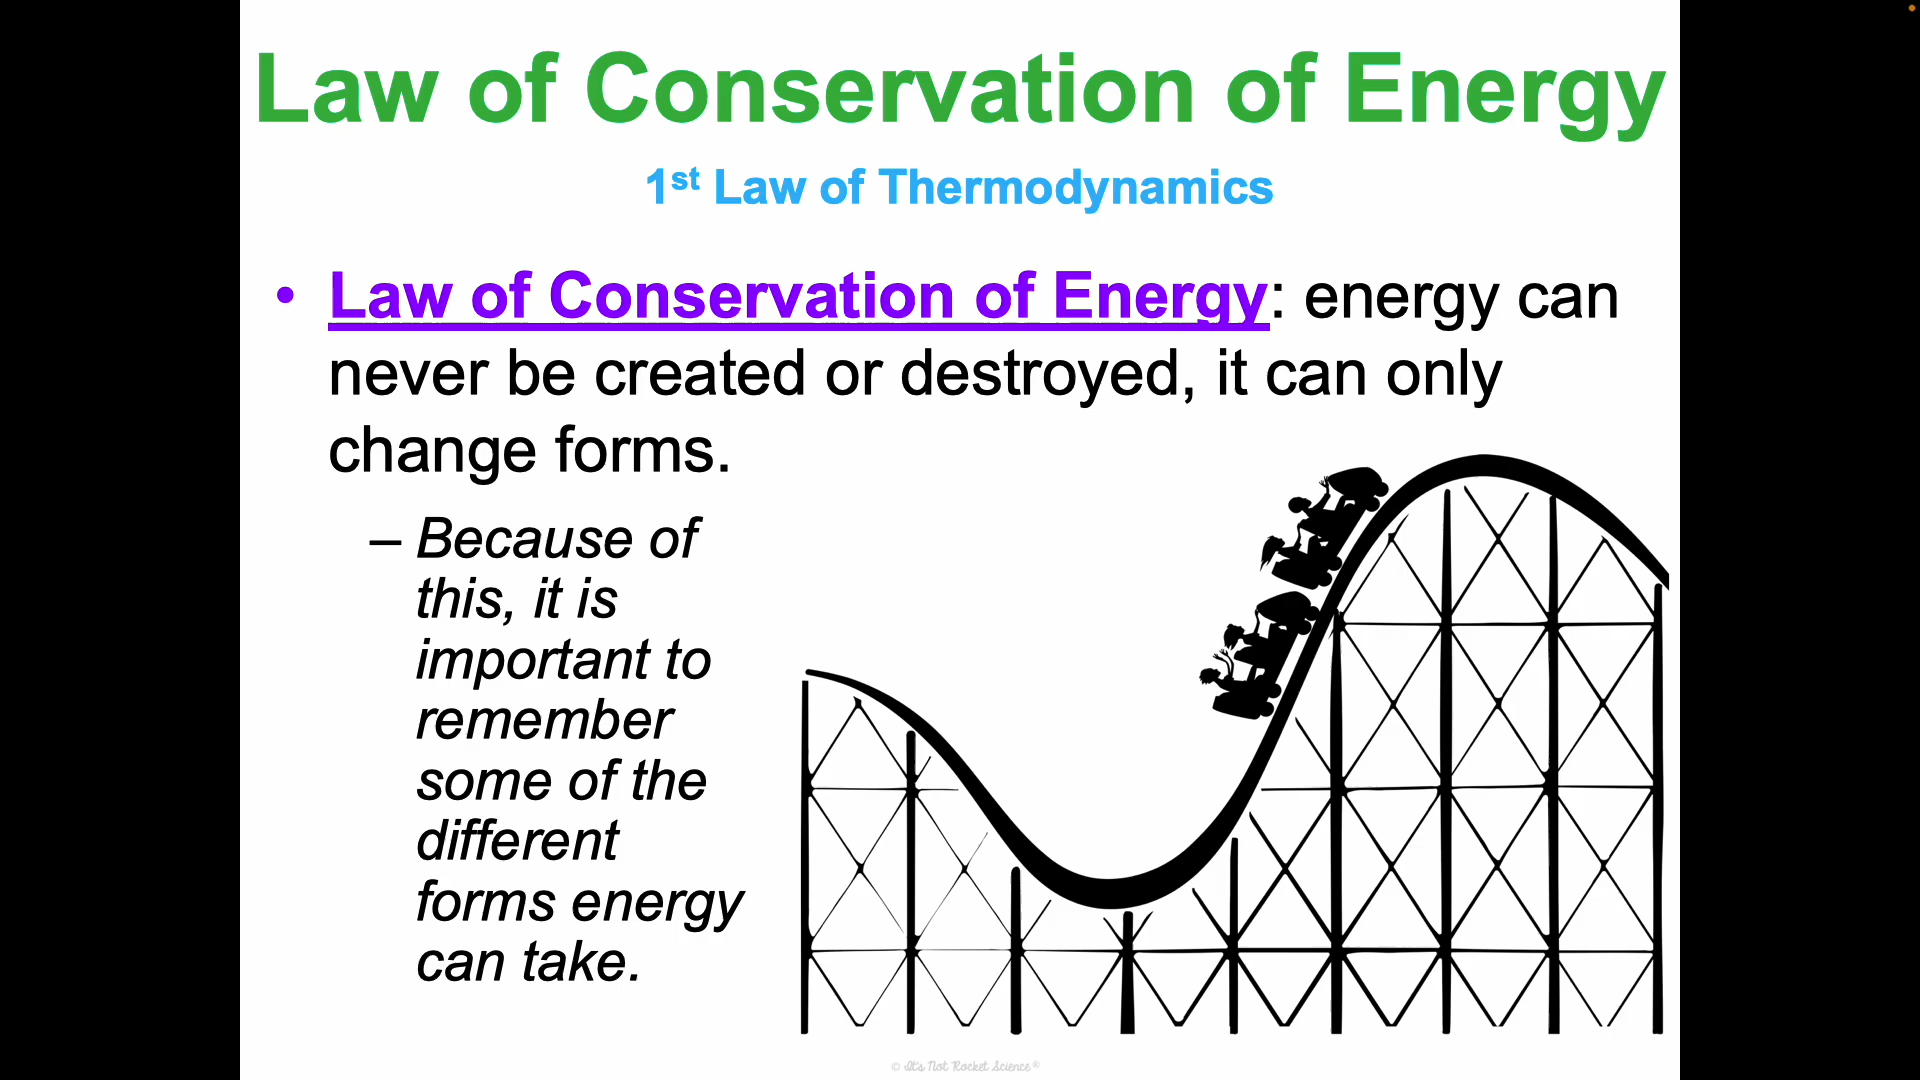 Law of Conservation of Energy
1st Law of Thermodynamics
• Law of Conservation of Energy: energy can
never be created or destroyed, it can only
change forms.
– Because of
this, it is
important to
remember
some of the
different
forms energy
can take.
© It's Not Rocket Science®